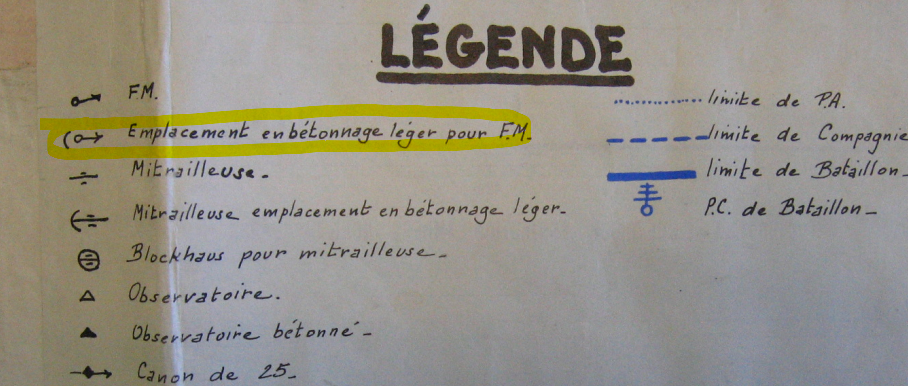 LÉGENDE
F.M.
Emplacement en bétonnage léger pour F.M.
Mitrailleuse.
Mitrailleuse emplacement en bétonnage léger.
Blockhaus pour mitrailleuse.
Observatoire.
Observatoire bétonné
Canon de 25.
limite de P.A.
limite de Compagnie
limite de Bataillon
P.C. de Bataillon